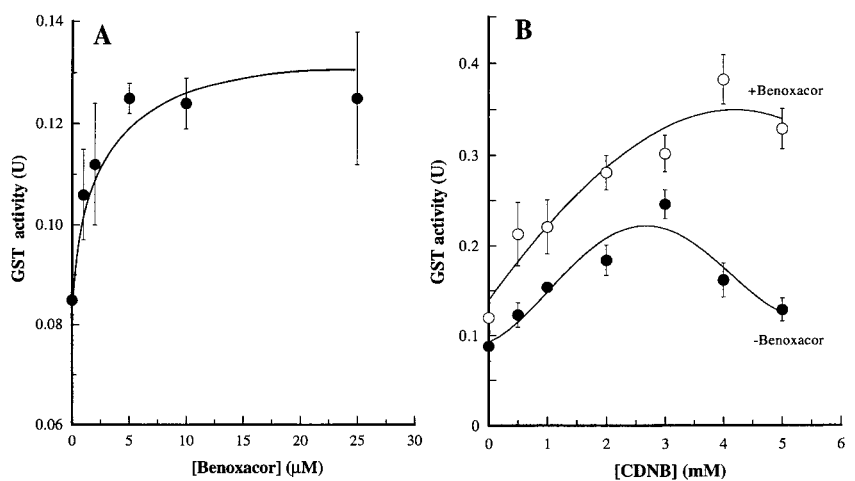 A
GST activity (U)
0.14
0.12
0.10
0.08
0.06
0 5 10 15 20 25 30
[Benoxacor] (μM)
B
GST activity (U)
0.4
0.3
0.2
0.1
0
+Benoxacor
-Benoxacor
0 1 2 3 4 5 6
[CDNB] (mM)